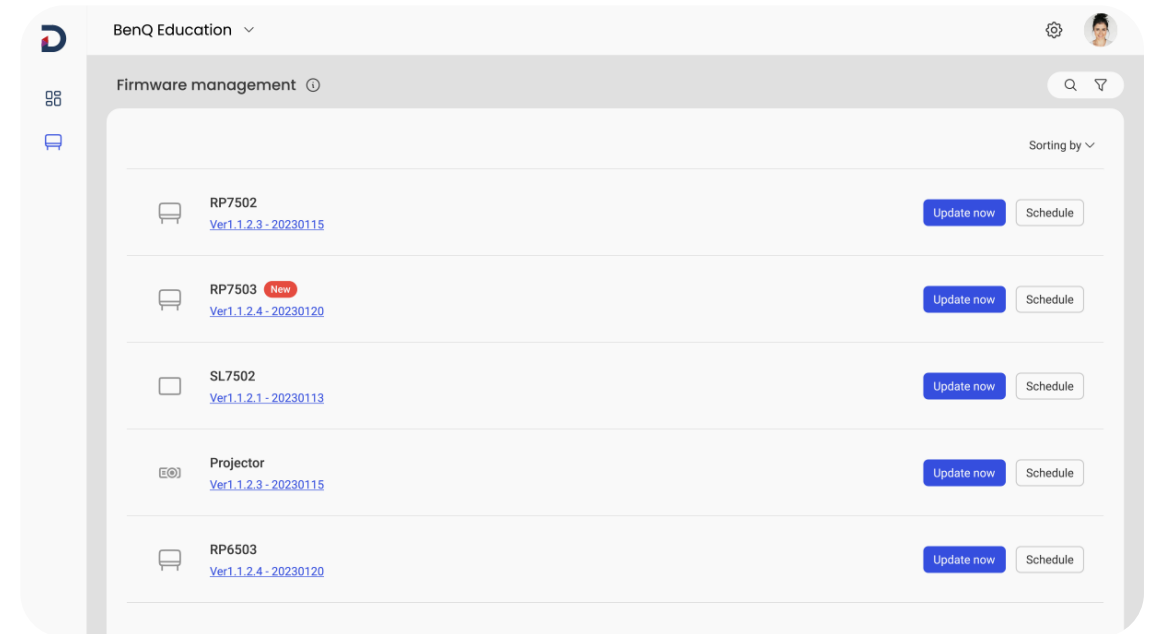 BenQ Education
Firmware management
Sorting by
RP7502
Ver1.1.2.3 - 20230115
Update now
Schedule
RP7503 New
Ver1.1.2.4 - 20230120
Update now
Schedule
SL7502
Ver1.1.2.1 - 20230113
Update now
Schedule
Projector
Ver1.1.2.3 - 20230115
Update now
Schedule
RP6503
Ver1.1.2.4 - 20230120
Update now
Schedule